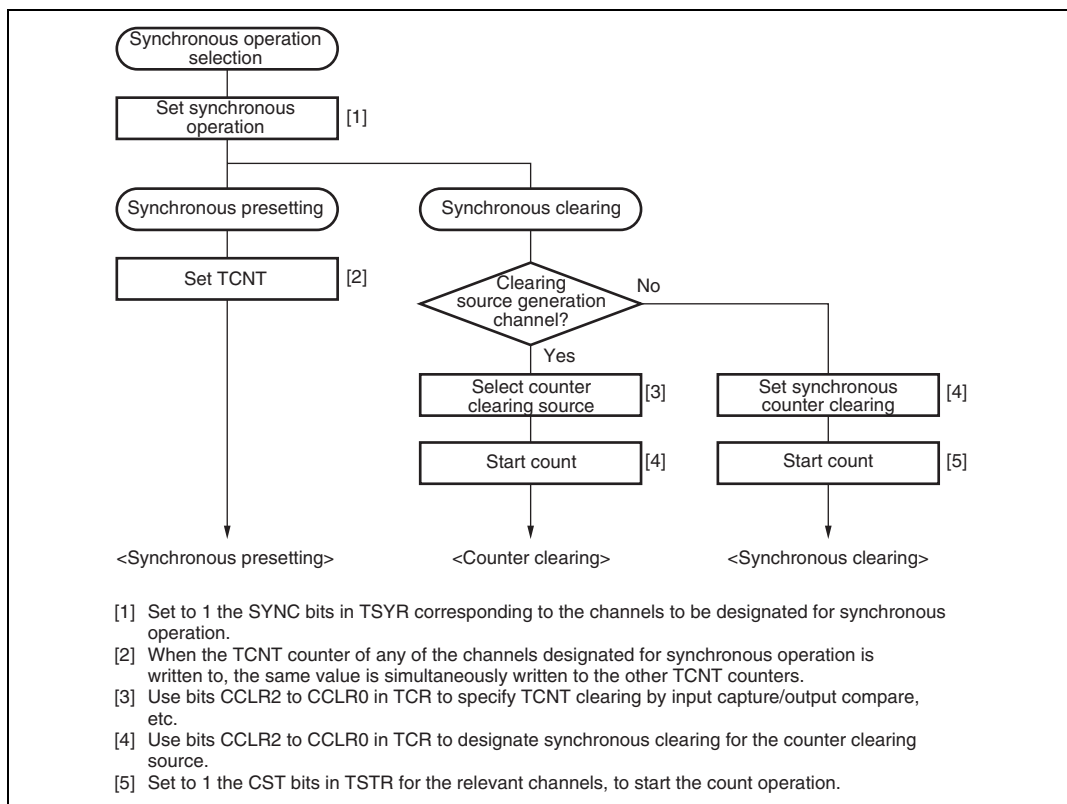 Synchronous operation
selection
Set synchronous
operation
[1]
Synchronous presetting
Synchronous clearing
Set TCNT
[2]
Clearing
source generation
channel?
No
Yes
Select counter
clearing source
[3]
Set synchronous
counter clearing
[4]
Start count
[4]
Start count
[5]
<Synchronous presetting>
<Counter clearing>
<Synchronous clearing>
[1] Set to 1 the SYNC bits in TSYR corresponding to the channels to be designated for synchronous
operation.
[2] When the TCNT counter of any of the channels designated for synchronous operation is
written to, the same value is simultaneously written to the other TCNT counters.
[3] Use bits CCLR2 to CCLR0 in TCR to specify TCNT clearing by input capture/output compare,
etc.
[4] Use bits CCLR2 to CCLR0 in TCR to designate synchronous clearing for the counter clearing
source.
[5] Set to 1 the CST bits in TSTR for the relevant channels, to start the count operation.